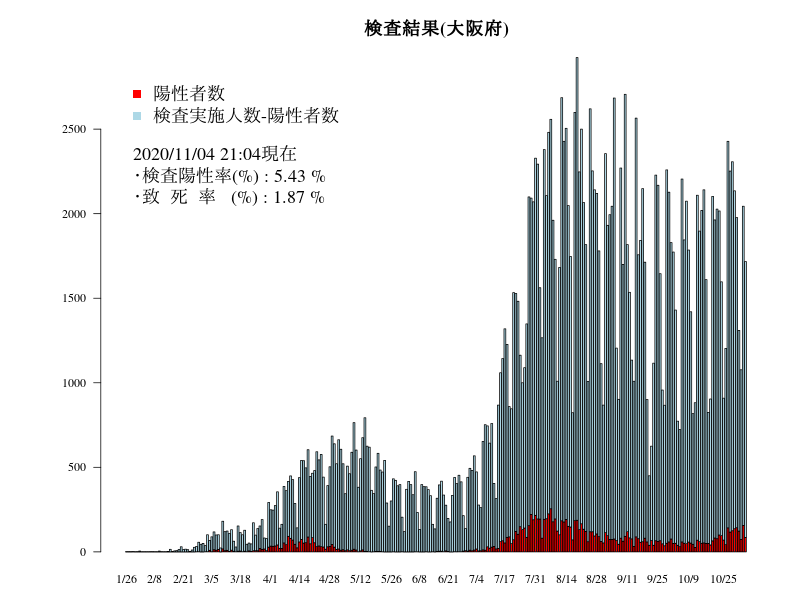 検査結果(大阪府)
陽性者数
検査実施人数-陽性者数
2020/11/04 21:04現在
・検査陽性率(%) : 5.43 %
・致 死 率 (%) : 1.87 %
2500
2000
1500
1000
500
0
1/26 2/8 2/21 3/5 3/18 4/1 4/14 4/28 5/12 5/26 6/8 6/21 7/4 7/17 7/31 8/14 8/28 9/11 9/25 10/9 10/25